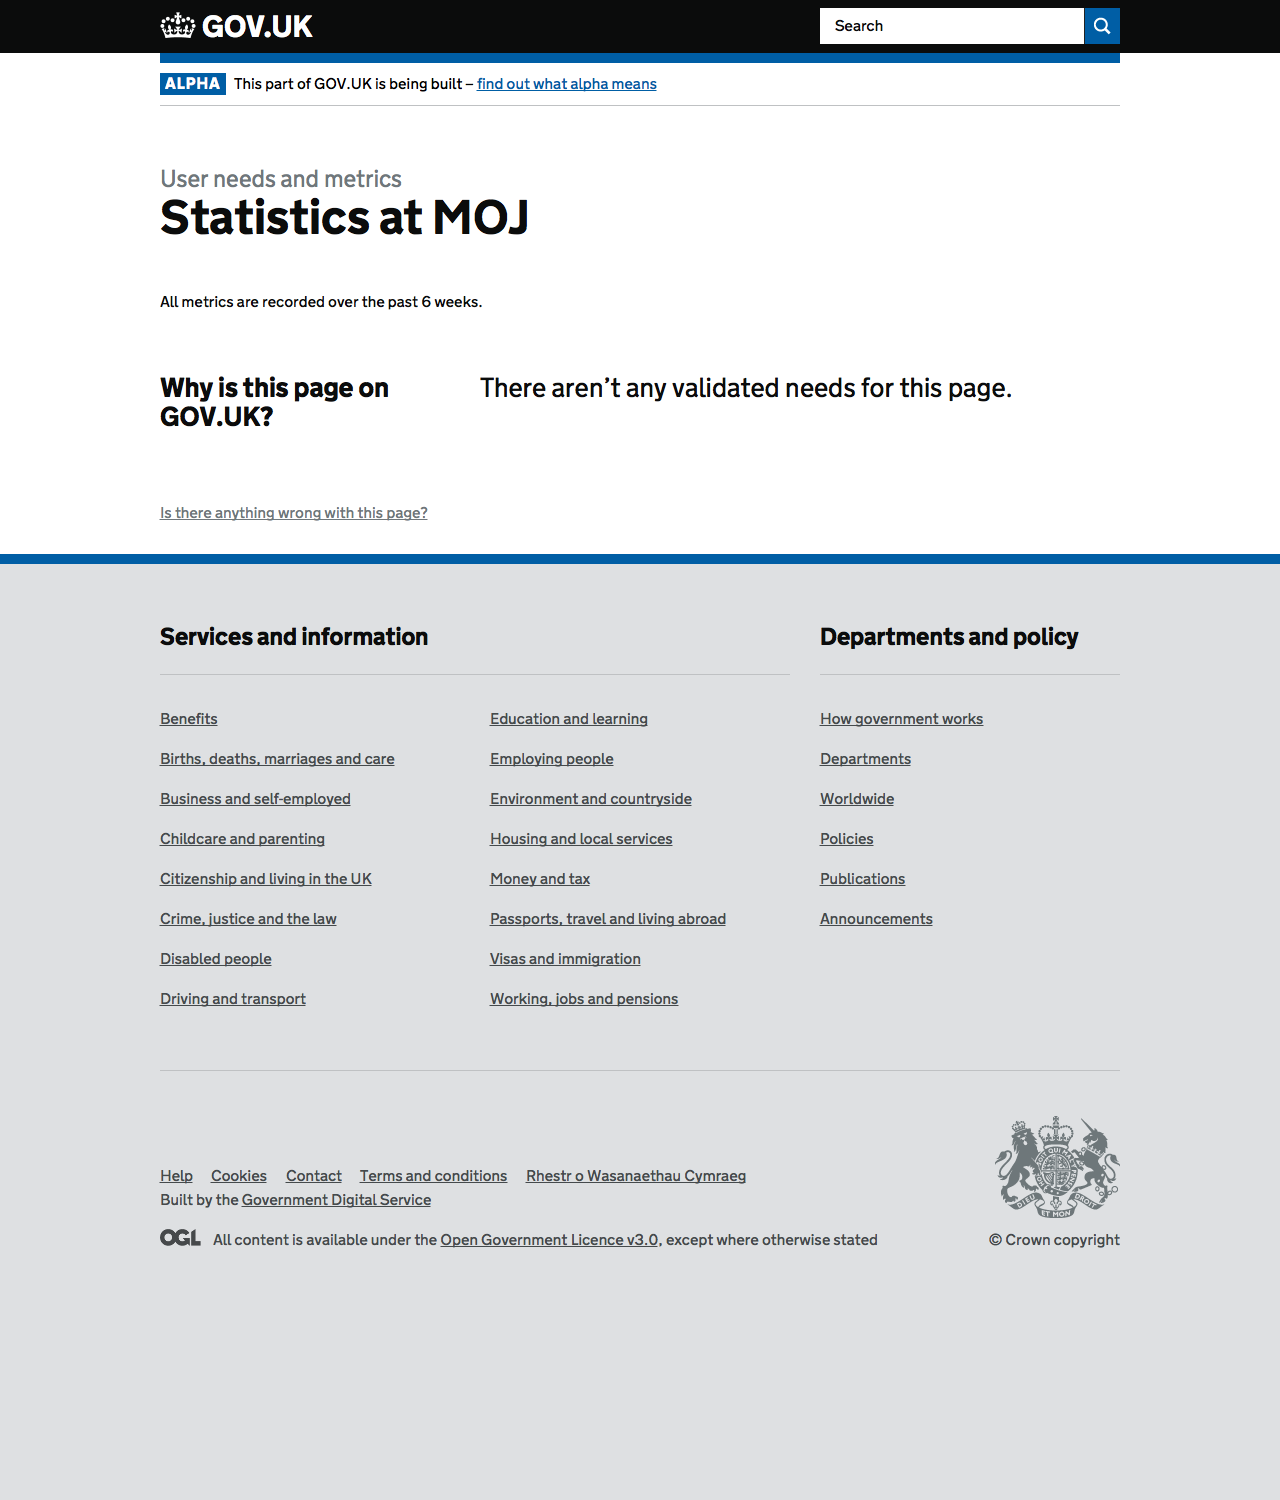 GOV.UK
Search
ALPHA This part of GOV.UK is being built – find out what alpha means
User needs and metrics
Statistics at MOJ
All metrics are recorded over the past 6 weeks.
Why is this page on
GOV.UK?
There aren’t any validated needs for this page.
Is there anything wrong with this page?
Services and information
Benefits
Births, deaths, marriages and care
Business and self-employed
Childcare and parenting
Citizenship and living in the UK
Crime, justice and the law
Disabled people
Driving and transport
Education and learning
Employing people
Environment and countryside
Housing and local services
Money and tax
Passports, travel and living abroad
Visas and immigration
Working, jobs and pensions
Departments and policy
How government works
Departments
Worldwide
Policies
Publications
Announcements
Help Cookies Contact Terms and conditions Rhestr o Wasanaethau Cymraeg
Built by the Government Digital Service
OGL All content is available under the Open Government Licence v3.0, except where otherwise stated
DIEU ET MON DROIT
© Crown copyright